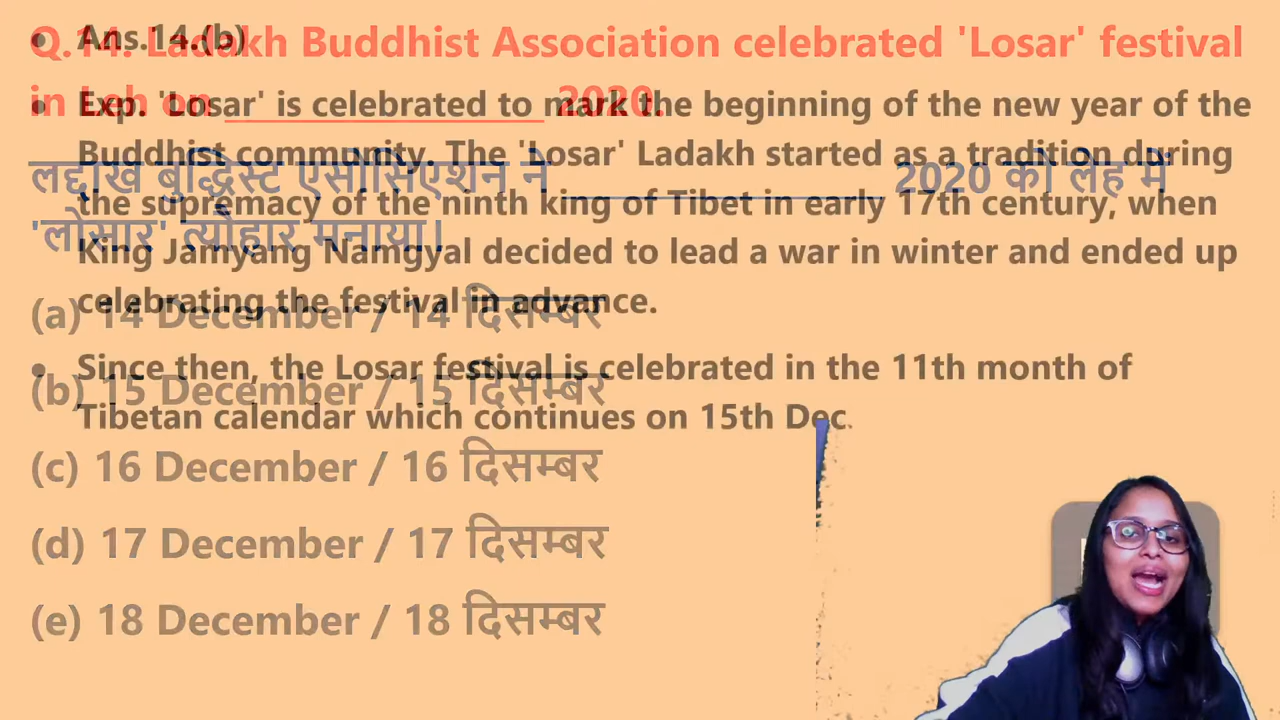 Q.14. Ladakh Buddhist Association celebrated 'Losar' festival
in Leh on ____________________ 2020.
लद्दाख बुद्धिस्ट एसोसिएशन ने ____________________ 2020 को लेह में
'लोसार' त्यौहार मनाया।
(a) 14 December / 14 दिसम्बर
(b) 15 December / 15 दिसम्बर
(c) 16 December / 16 दिसम्बर
(d) 17 December / 17 दिसम्बर
(e) 18 December / 18 दिसम्बर
• Ans.14.(b)
• Exp. 'Losar' is celebrated to mark the beginning of the new year of the
Buddhist community. The 'Losar' Ladakh started as a tradition during
the supremacy of the ninth king of Tibet in early 17th century, when
King Jamyang Namgyal decided to lead a war in winter and ended up
celebrating the festival in advance.
• Since then, the Losar festival is celebrated in the 11th month of
Tibetan calendar which continues on 15th Dec.